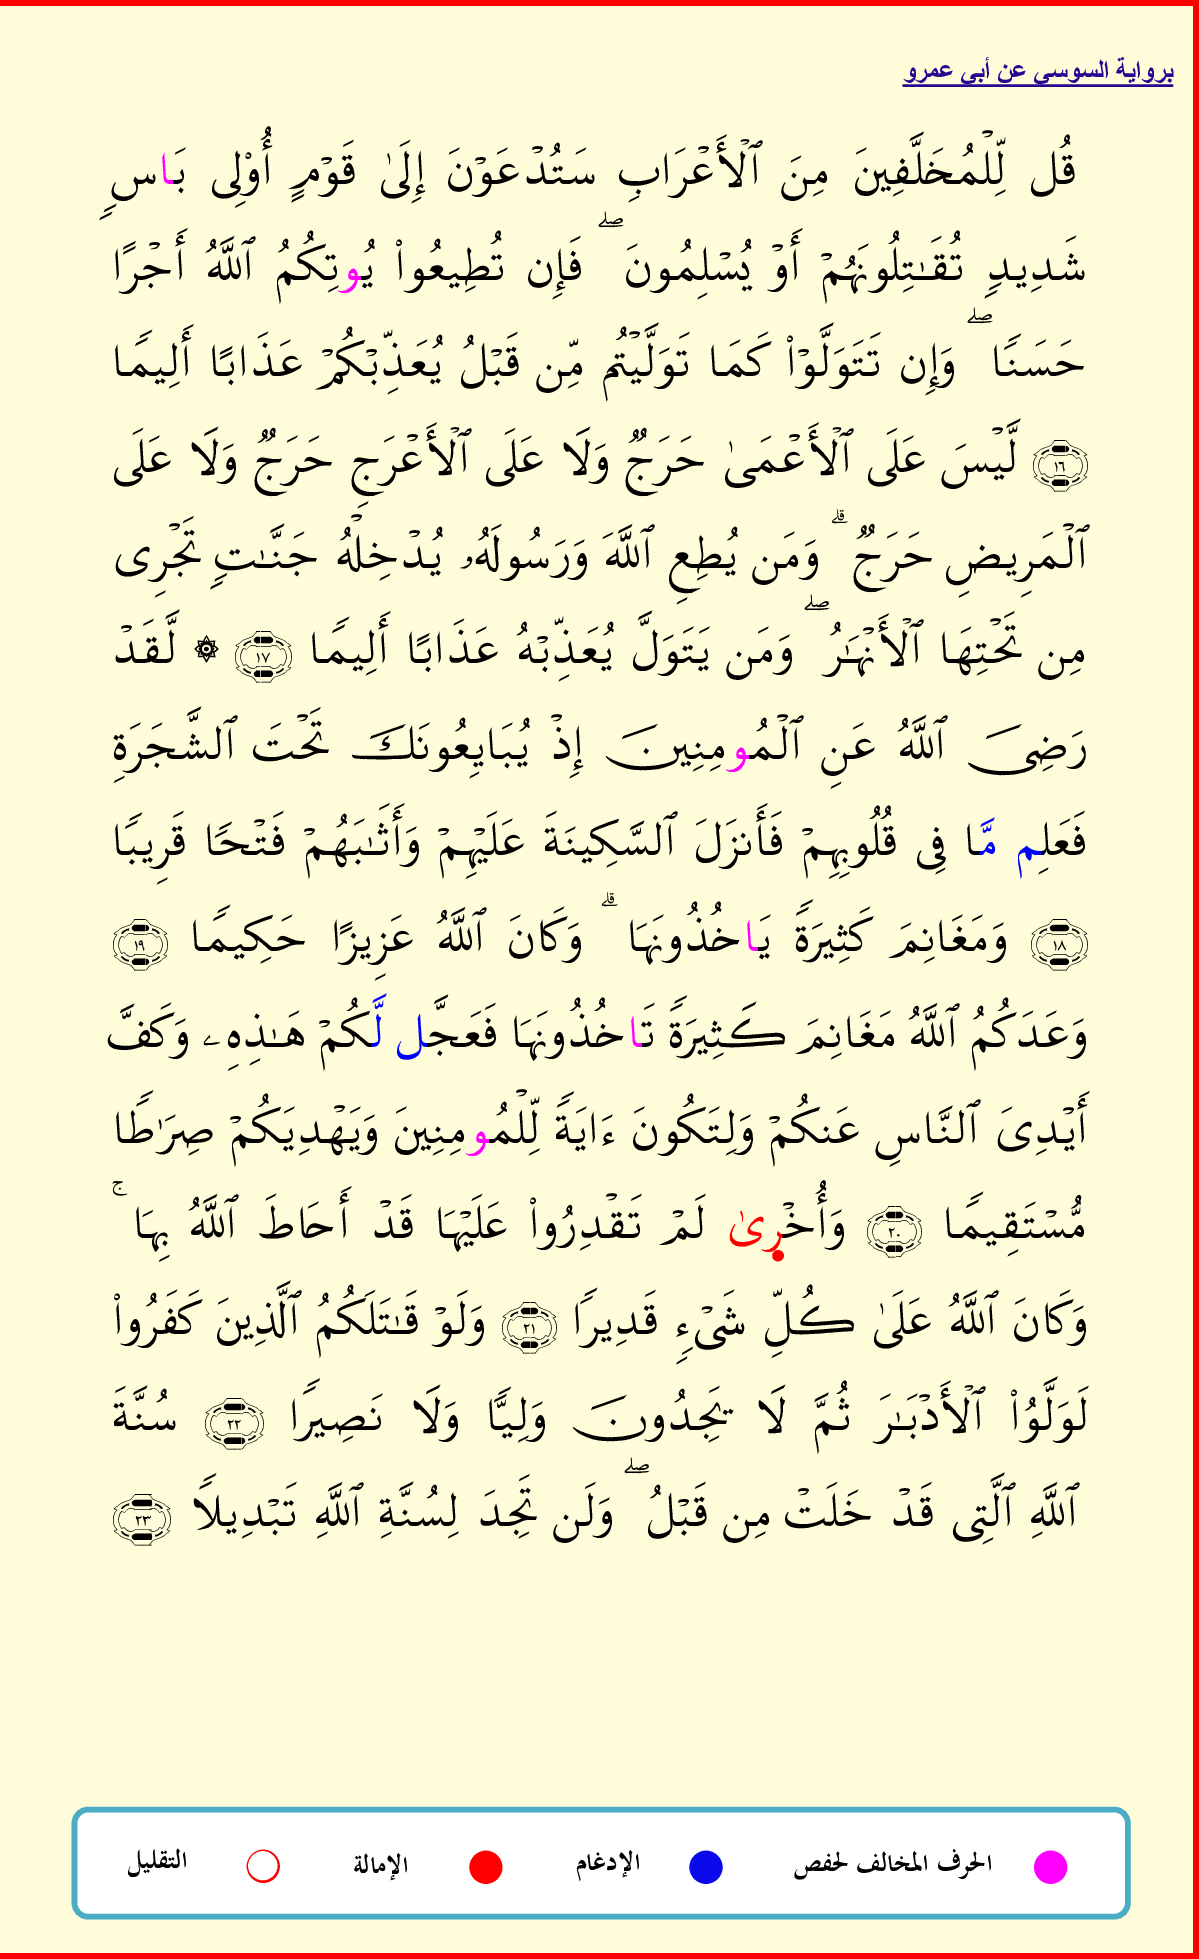 برواية السوسي عن أبي عمرو
قُل لِّلْمُخَلَّفِينَ مِنَ ٱلْأَعْرَابِ سَتُدْعَوْنَ إِلَىٰ قَوْمٍ أُوْلِى بَاسٍ
شَدِيدٍ تُقَـٰتِلُونَهُمْ أَوْ يُسْلِمُونَ ۖ فَإِن تُطِيعُوا۟ يُوتِكُمُ ٱللَّهُ أَجْرًا
حَسَنًا ۖ وَإِن تَتَوَلَّوْا۟ كَمَا تَوَلَّيْتُم مِّن قَبْلُ يُعَذِّبْكُمْ عَذَابًا أَلِيمًا
١٦ لَّيْسَ عَلَى ٱلْأَعْمَىٰ حَرَجٌ وَلَا عَلَى ٱلْأَعْرَجِ حَرَجٌ وَلَا عَلَى
ٱلْمَرِيضِ حَرَجٌ ۗ وَمَن يُطِعِ ٱللَّهَ وَرَسُولَهُۥ يُدْخِلْهُ جَنَّـٰتٍ تَجْرِى
مِن تَحْتِهَا ٱلْأَنْهَـٰرُ ۖ وَمَن يَتَوَلَّ يُعَذِّبْهُ عَذَابًا أَلِيمًا ١٧ ۞ لَّقَدْ
رَضِىَ ٱللَّهُ عَنِ ٱلْمُومِنِينَ إِذْ يُبَايِعُونَكَ تَحْتَ ٱلشَّجَرَةِ
فَعَلِم مَّا فِى قُلُوبِهِمْ فَأَنزَلَ ٱلسَّكِينَةَ عَلَيْهِمْ وَأَثَـٰبَهُمْ فَتْحًا قَرِيبًا
١٨ وَمَغَانِمَ كَثِيرَةً يَاخُذُونَهَا ۗ وَكَانَ ٱللَّهُ عَزِيزًا حَكِيمًا ١٩
وَعَدَكُمُ ٱللَّهُ مَغَانِمَ كَثِيرَةً تَاخُذُونَهَا فَعَجَّل لَّكُمْ هَـٰذِهِۦ وَكَفَّ
أَيْدِىَ ٱلنَّاسِ عَنكُمْ وَلِتَكُونَ ءَايَةً لِّلْمُومِنِينَ وَيَهْدِيَكُمْ صِرَٰطًا
مُّسْتَقِيمًا ٢٠ وَأُخْرِىٰ لَمْ تَقْدِرُوا۟ عَلَيْهَا قَدْ أَحَاطَ ٱللَّهُ بِهَا ۚ
وَكَانَ ٱللَّهُ عَلَىٰ كُلِّ شَىْءٍ قَدِيرًا ٢١ وَلَوْ قَـٰتَلَكُمُ ٱلَّذِينَ كَفَرُوا۟
لَوَلَّوُا۟ ٱلْأَدْبَـٰرَ ثُمَّ لَا يَجِدُونَ وَلِيًّا وَلَا نَصِيرًا ٢٢ سُنَّةَ
ٱللَّهِ ٱلَّتِى قَدْ خَلَتْ مِن قَبْلُ ۖ وَلَن تَجِدَ لِسُنَّةِ ٱللَّهِ تَبْدِيلًا ٢٣
الحرف المخالف لحفص الإدغام الإمالة التقليل